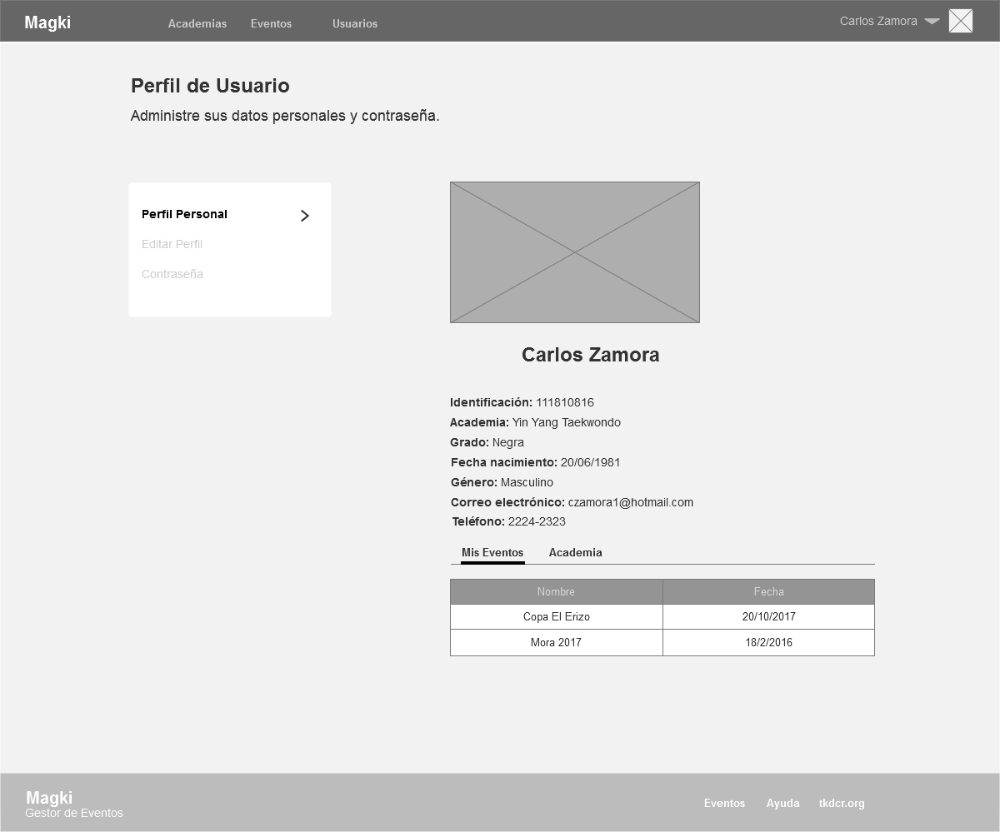 Magki Academias Eventos Usuarios Carlos Zamora
Perfil de Usuario
Administre sus datos personales y contraseña.
Perfil Personal
Editar Perfil
Contraseña
Carlos Zamora
Identificación: 111810816
Academia: Yin Yang Taekwondo
Grado: Negra
Fecha nacimiento: 20/06/1981
Género: Masculino
Correo electrónico: czamora1@hotmail.com
Teléfono: 2224-2323
Mis Eventos Academia
Nombre Fecha
Copa El Erizo 20/10/2017
Mora 2017 18/2/2016
Magki
Gestor de Eventos
Eventos Ayuda tkdcr.org